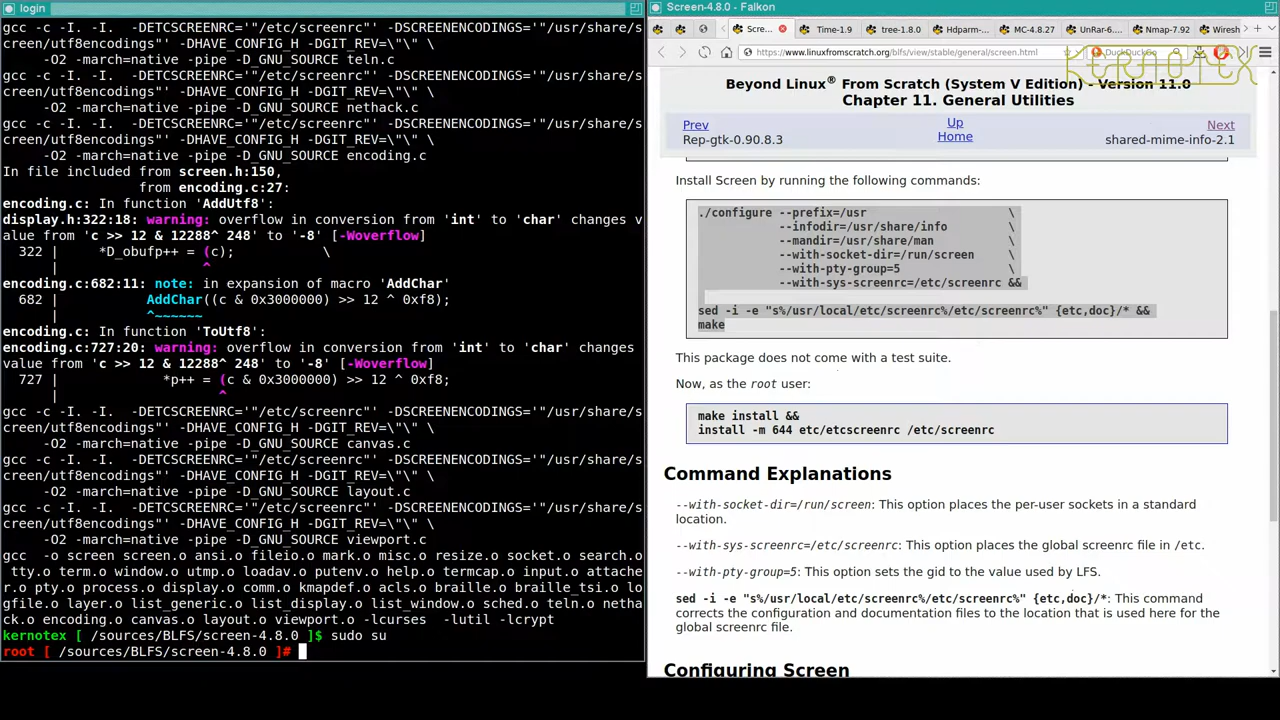 login
gcc -c -I. -I. -DETCSCREENRC='"/etc/screenrc"' -DSCREENENCODINGS='"/usr/share/s
creen/utf8encodings"' -DHAVE_CONFIG_H -DGIT_REV=\"\" \
-O2 -march=native -pipe -D_GNU_SOURCE teln.c
gcc -c -I. -I. -DETCSCREENRC='"/etc/screenrc"' -DSCREENENCODINGS='"/usr/share/s
creen/utf8encodings"' -DHAVE_CONFIG_H -DGIT_REV=\"\" \
-O2 -march=native -pipe -D_GNU_SOURCE nethack.c
gcc -c -I. -I. -DETCSCREENRC='"/etc/screenrc"' -DSCREENENCODINGS='"/usr/share/s
creen/utf8encodings"' -DHAVE_CONFIG_H -DGIT_REV=\"\" \
-O2 -march=native -pipe -D_GNU_SOURCE encoding.c
In file included from screen.h:150,
from encoding.c:27:
encoding.c: In function 'AddUtf8':
display.h:322:18: warning: overflow in conversion from 'int' to 'char' changes v
alue from 'c >> 12 & 12288^ 248' to '-8' [-Woverflow]
322 | *D_obufp++ = (c); \
| ^
encoding.c:682:11: note: in expansion of macro 'AddChar'
682 | AddChar((c & 0x3000000) >> 12 ^ 0xf8);
| ^~~~~~~
encoding.c: In function 'ToUtf8':
encoding.c:727:20: warning: overflow in conversion from 'int' to 'char' changes
value from 'c >> 12 & 12288^ 248' to '-8' [-Woverflow]
727 | *p++ = (c & 0x3000000) >> 12 ^ 0xf8;
| ^
gcc -c -I. -I. -DETCSCREENRC='"/etc/screenrc"' -DSCREENENCODINGS='"/usr/share/s
creen/utf8encodings"' -DHAVE_CONFIG_H -DGIT_REV=\"\" \
-O2 -march=native -pipe -D_GNU_SOURCE canvas.c
gcc -c -I. -I. -DETCSCREENRC='"/etc/screenrc"' -DSCREENENCODINGS='"/usr/share/s
creen/utf8encodings"' -DHAVE_CONFIG_H -DGIT_REV=\"\" \
-O2 -march=native -pipe -D_GNU_SOURCE layout.c
gcc -c -I. -I. -DETCSCREENRC='"/etc/screenrc"' -DSCREENENCODINGS='"/usr/share/s
creen/utf8encodings"' -DHAVE_CONFIG_H -DGIT_REV=\"\" \
-O2 -march=native -pipe -D_GNU_SOURCE viewport.c
gcc -o screen screen.o ansi.o fileio.o mark.o misc.o resize.o socket.o search.o
tty.o term.o window.o utmp.o loadav.o putenv.o help.o termcap.o input.o attache
r.o pty.o process.o display.o comm.o kmapdef.o acls.o braille.o braille_tsi.o lo
gfile.o layer.o list_generic.o list_display.o list_window.o sched.o teln.o netha
ck.o encoding.o canvas.o layout.o viewport.o -lcurses -lutil -lcrypt
kernotex [ /sources/BLFS/screen-4.8.0 ]$ sudo su
root [ /sources/BLFS/screen-4.8.0 ]#
Screen-4.8.0 - Falkon
Scree... Time-1.9 tree-1.8.0 Hdparm-... MC-4.8.27 UnRar-6.... Nmap-7.92 Wiresh
https://www.linuxfromscratch.org/blfs/view/stable/general/screen.html DuckDuckGo
KERNOTEX
Beyond Linux® From Scratch (System V Edition) - Version 11.0
Chapter 11. General Utilities
Prev Up Next
Rep-gtk-0.90.8.3 Home shared-mime-info-2.1
Install Screen by running the following commands:
./configure --prefix=/usr \
--infodir=/usr/share/info \
--mandir=/usr/share/man \
--with-socket-dir=/run/screen \
--with-pty-group=5 \
--with-sys-screenrc=/etc/screenrc &&
sed -i -e "s%/usr/local/etc/screenrc%/etc/screenrc%" {etc,doc}/* &&
make
This package does not come with a test suite.
Now, as the root user:
make install &&
install -m 644 etc/etcscreenrc /etc/screenrc
Command Explanations
--with-socket-dir=/run/screen: This option places the per-user sockets in a standard
location.
--with-sys-screenrc=/etc/screenrc: This option places the global screenrc file in /etc.
--with-pty-group=5: This option sets the gid to the value used by LFS.
sed -i -e "s%/usr/local/etc/screenrc%/etc/screenrc%" {etc,doc}/*: This command
corrects the configuration and documentation files to the location that is used here for the
global screenrc file.
Configuring Screen